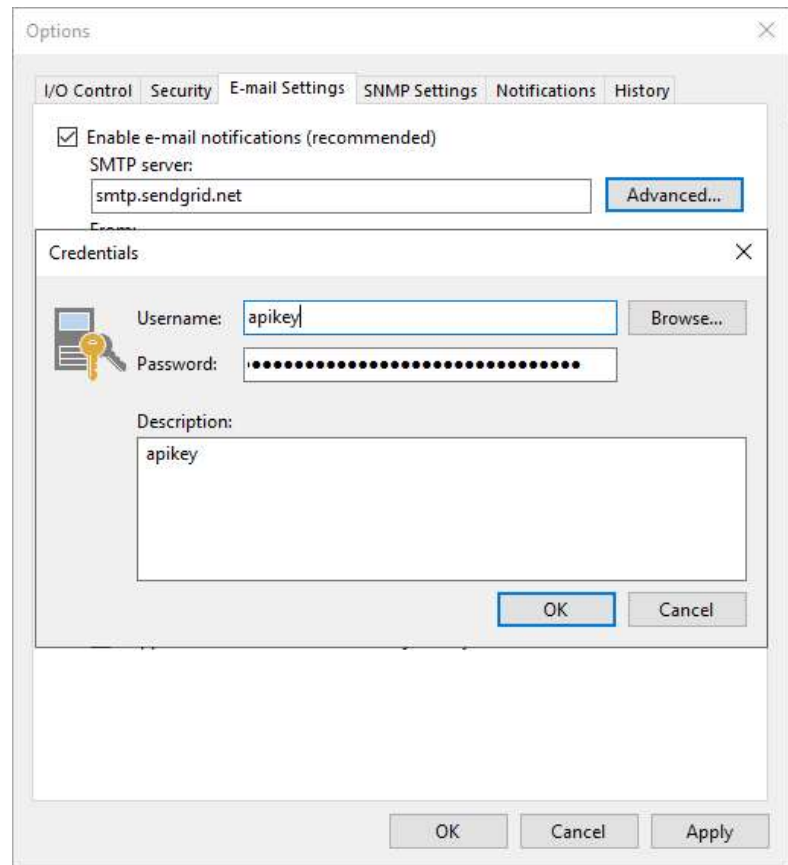 Options
I/O Control Security E-mail Settings SNMP Settings Notifications History
Enable e-mail notifications (recommended)
SMTP server:
smtp.sendgrid.net Advanced...
From:
Credentials
Username: apikey Browse...
Password: ••••••••••••••••••••••••••••••••
Description:
apikey
OK Cancel
OK Cancel Apply